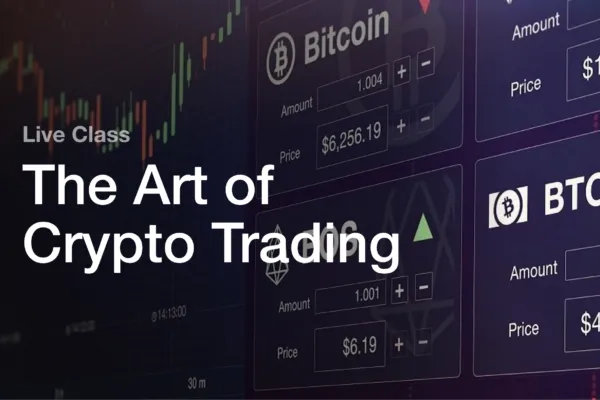 Bitcoin
Amount 1.004 + -
Price $6,256.19 + -
Amount
Price
Live Class
The Art of
Crypto Trading
EOS
Amount 1.001 + -
Price $6.19 + -
Amount
Price
14:13:00
30 m